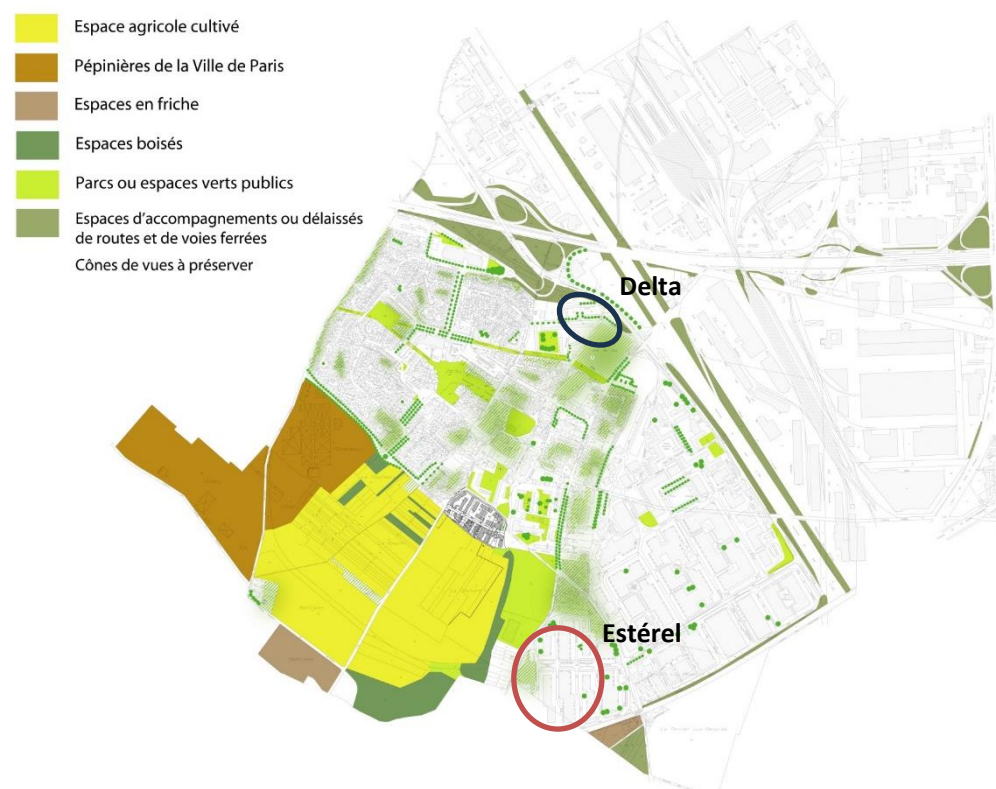 Espace agricole cultivé
Pépinières de la Ville de Paris
Espaces en friche
Espaces boisés
Parcs ou espaces verts publics
Espaces d'accompagnements ou délaissés
de routes et de voies ferrées
Cônes de vues à préserver
Delta
Estérel